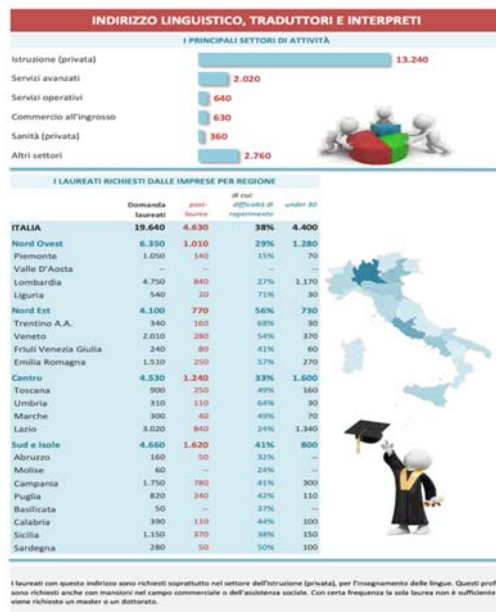 INDIRIZZO LINGUISTICO, TRADUTTORI E INTERPRETI
I PRINCIPALI SETTORI DI ATTIVITÀ
Istruzione (privata) 13.240
Servizi avanzati 2.020
Servizi operativi 640
Commercio all'ingrosso 630
Sanità (privata) 360
Altri settori 2.760
I LAUREATI RICHIESTI DALLE IMPRESE PER REGIONE
di cui:
Domanda post- difficoltà di under 30
laureati laurea reperimento
ITALIA 19.640 4.630 38% 4.400
Nord Ovest 6.350 1.010 29% 1.280
Piemonte 1.050 140 15% 70
Valle D'Aosta -- -- -- --
Lombardia 4.750 840 27% 1.170
Liguria 540 20 71% 30
Nord Est 4.100 770 56% 730
Trentino A.A. 340 160 68% 30
Veneto 2.010 280 54% 370
Friuli Venezia Giulia 240 80 41% 60
Emilia Romagna 1.510 250 57% 270
Centro 4.530 1.240 33% 1.600
Toscana 900 250 49% 160
Umbria 310 110 64% 30
Marche 300 40 49% 70
Lazio 3.020 840 24% 1.340
Sud e Isole 4.660 1.620 41% 800
Abruzzo 160 50 32% --
Molise 60 -- 24% --
Campania 1.750 780 41% 300
Puglia 820 240 42% 110
Basilicata 50 -- 37% --
Calabria 390 110 44% 100
Sicilia 1.150 370 38% 150
Sardegna 280 50 50% 100
I laureati con questo indirizzo sono richiesti soprattutto nel settore dell'istruzione (privata), per l'insegnamento delle lingue. Questi prof
sono richiesti anche con mansioni nel campo commerciale o dell'assistenza sociale. Con certa frequenza la sola laurea non è sufficiente
viene richiesto un master o un dottorato.